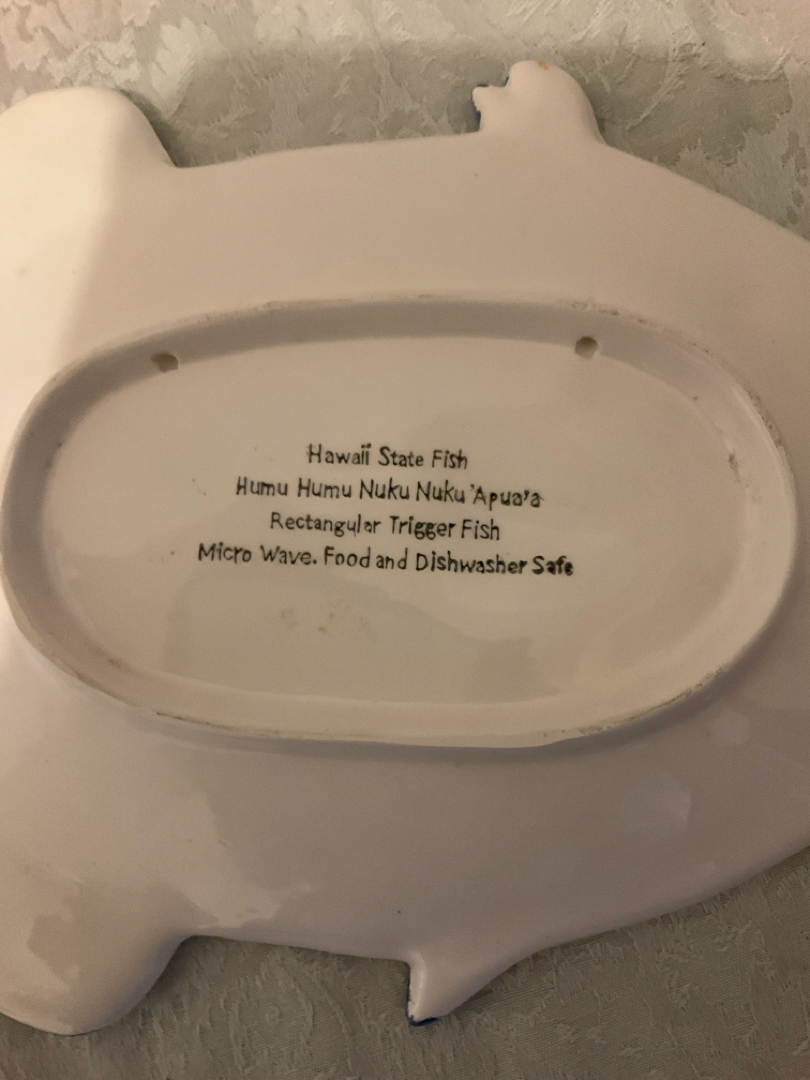 Hawaii State Fish
Humu Humu Nuku Nuku 'Apua'a
Rectangular Trigger Fish
Micro Wave. Food and Dishwasher Safe